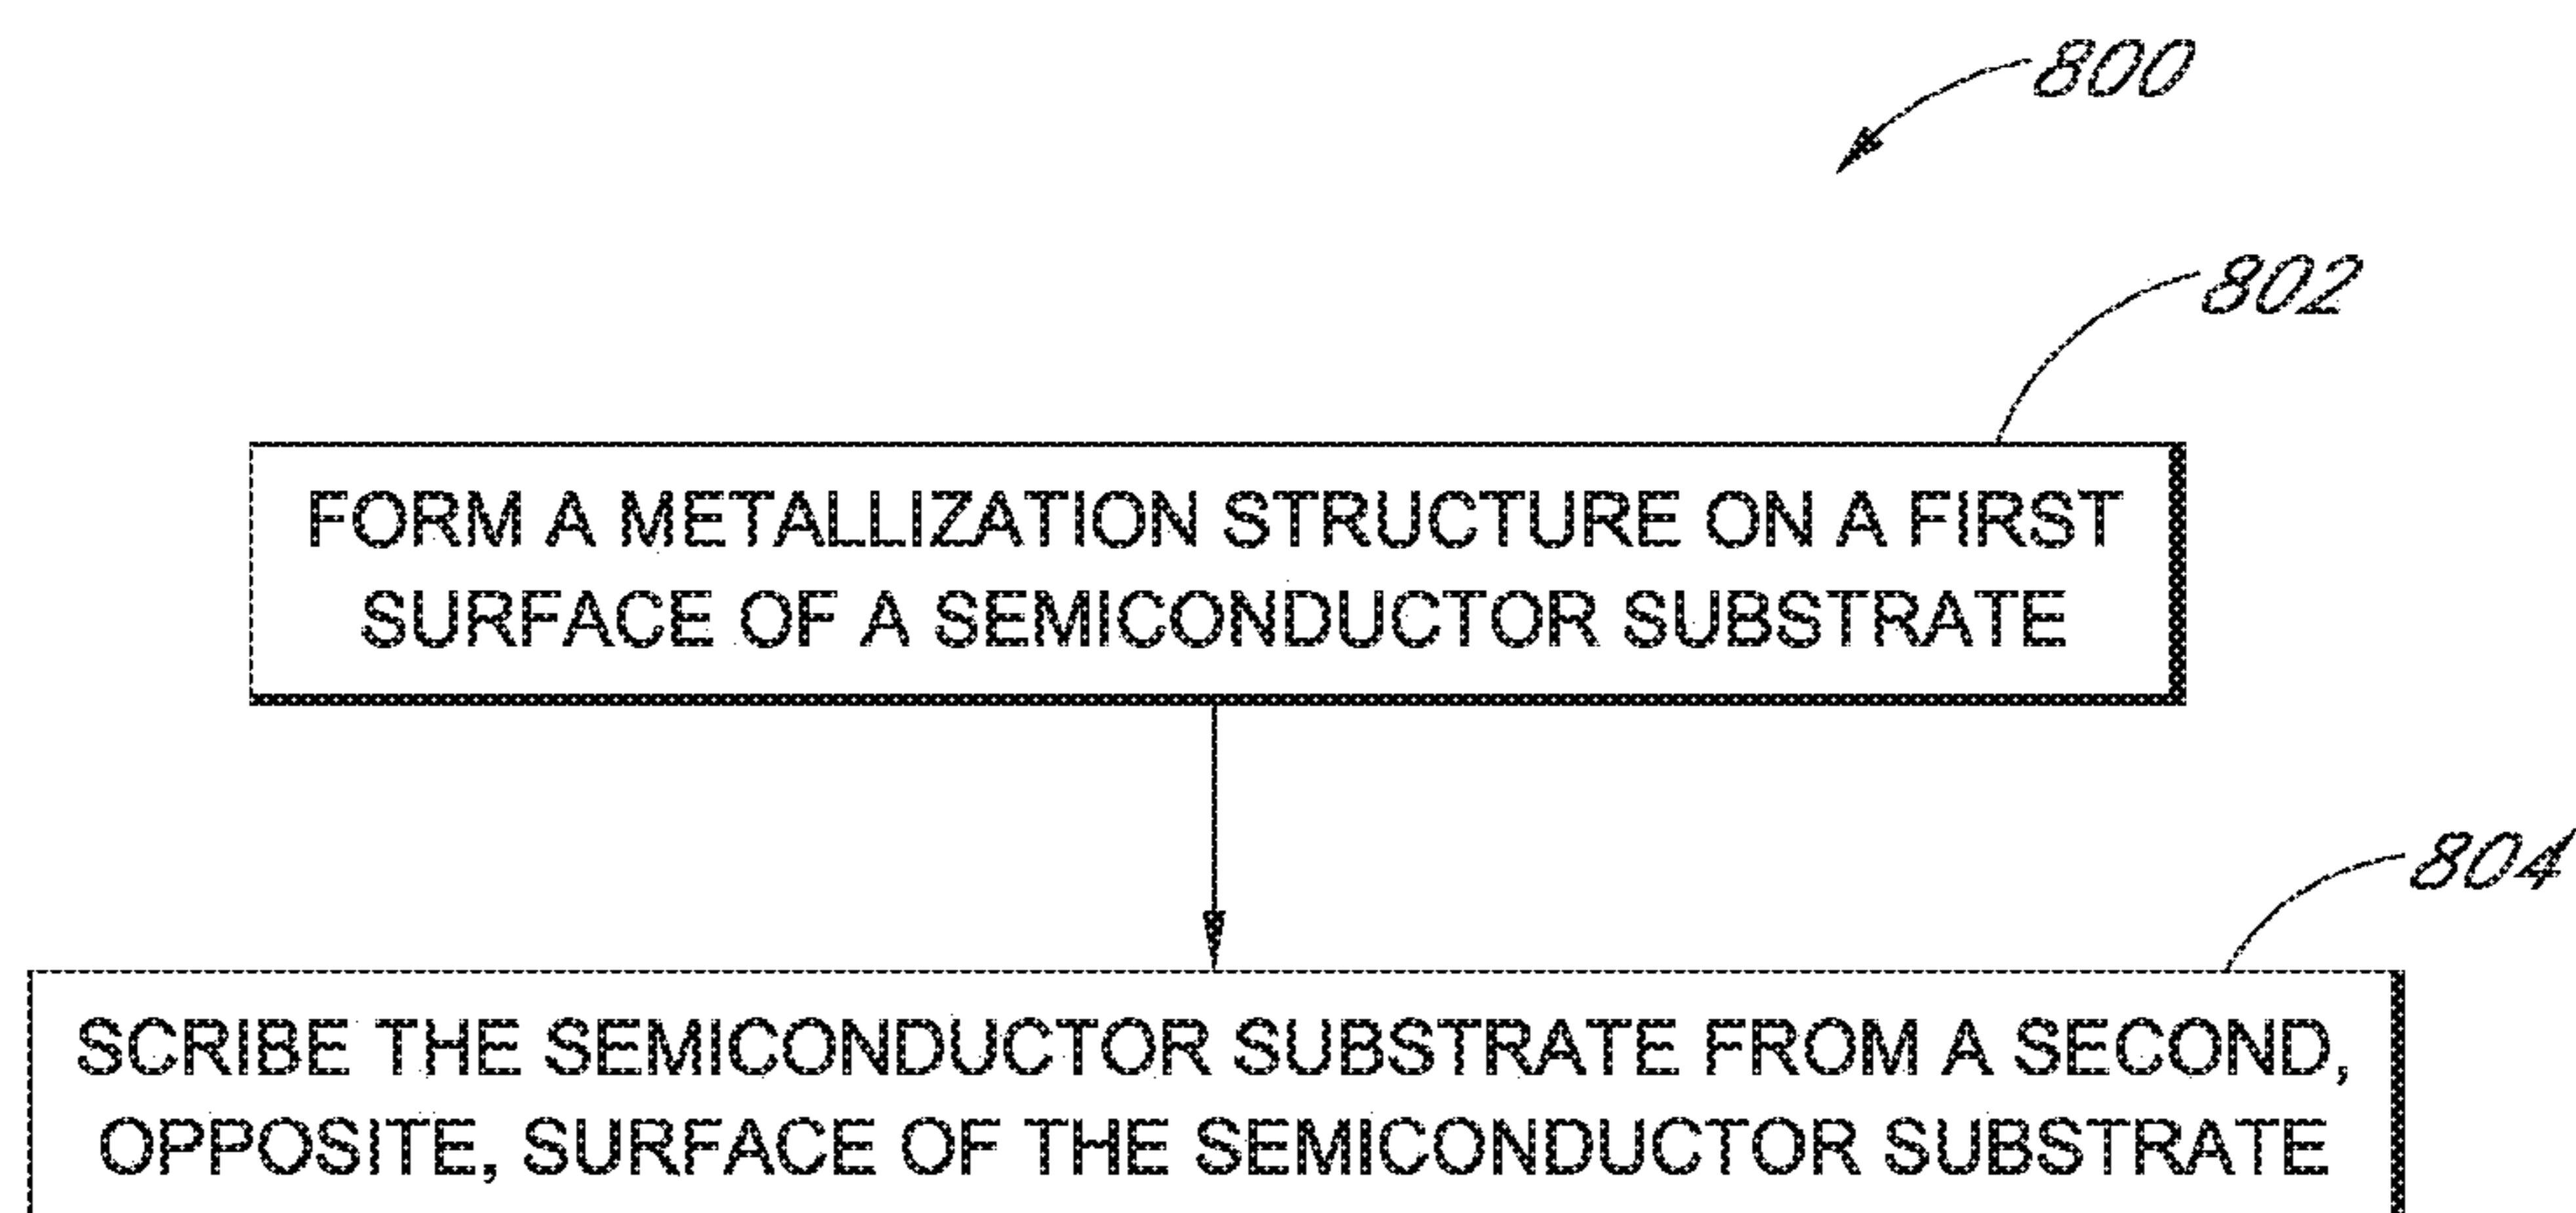 800
802
FORM A METALLIZATION STRUCTURE ON A FIRST
SURFACE OF A SEMICONDUCTOR SUBSTRATE
804
SCRIBE THE SEMICONDUCTOR SUBSTRATE FROM A SECOND,
OPPOSITE, SURFACE OF THE SEMICONDUCTOR SUBSTRATE